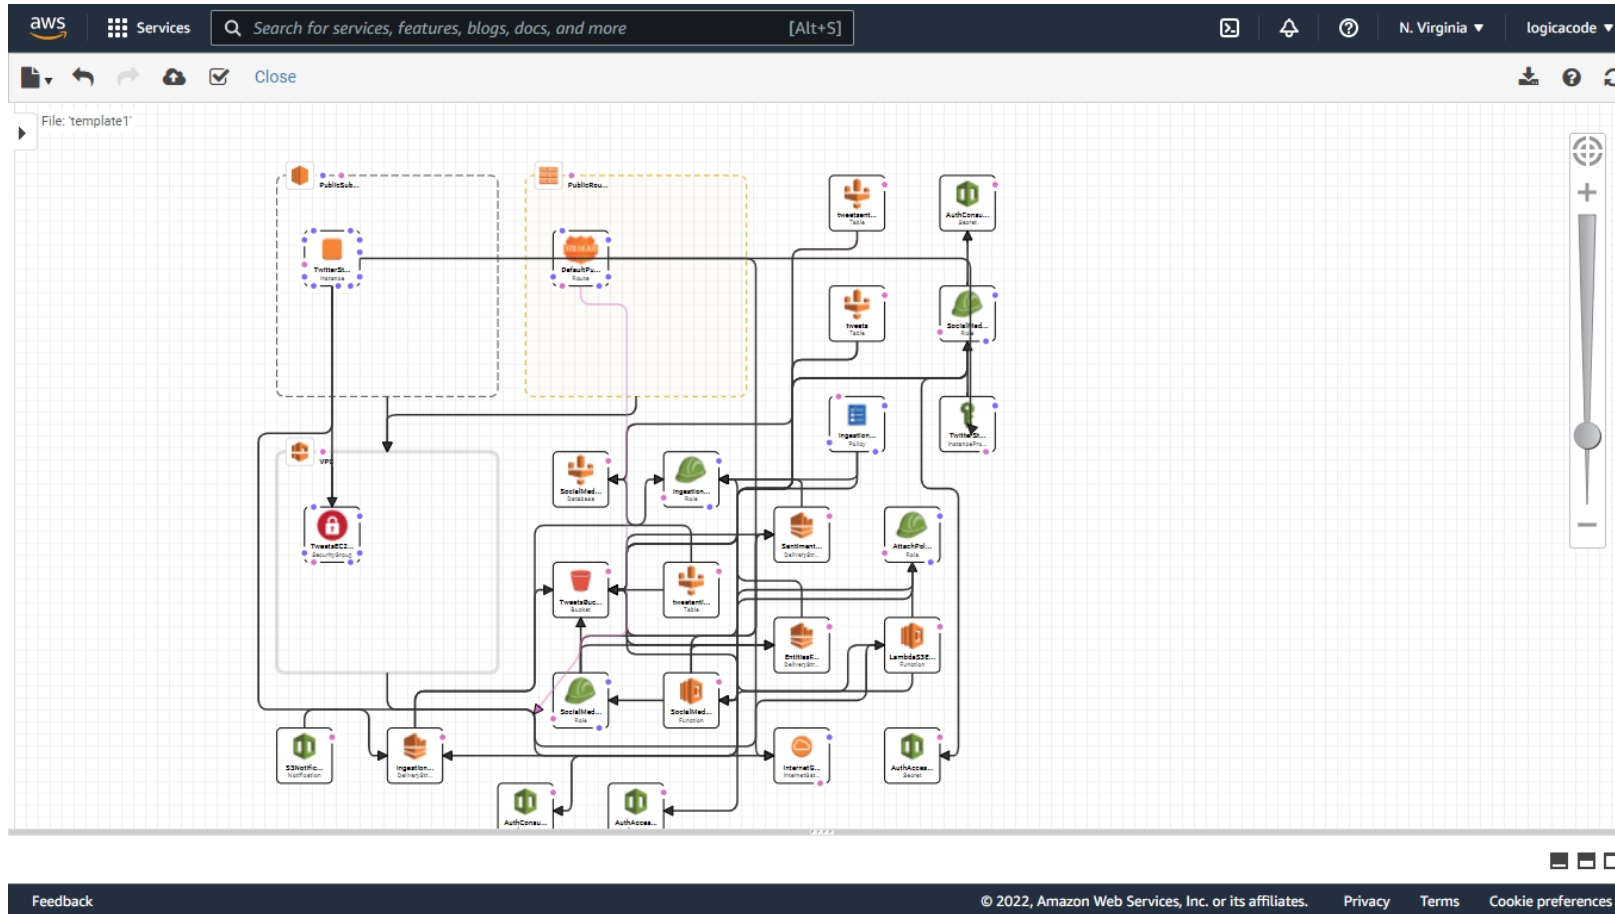 aws
Services
Search for services, features, blogs, docs, and more
[Alt+S]
N. Virginia
logicacode
Close
File: 'template1'
PublicSub...
PublicRou...
tweetsent...
Table
AuthConsu...
Secret
TwitterSt...
Instance
DefaultPu...
Route
tweets
Table
SocialMed...
Role
Ingestion...
Policy
TwitterSt...
InstancePro...
VPC
SocialMed...
Database
Ingestion...
Role
TweetsEC2...
SecurityGroup
Sentiment...
DeliveryStr...
AttachPol...
Role
TweetsBuc...
Bucket
tweetenti...
Table
EntitiesF...
DeliveryStr...
LambdaS3E...
Function
SocialMed...
Role
SocialMed...
Function
S3Notific...
Notification
Ingestion...
DeliveryStr...
InternetG...
InternetGat...
AuthAcces...
Secret
AuthConsu...
AuthAcces...
Feedback
© 2022, Amazon Web Services, Inc. or its affiliates.
Privacy
Terms
Cookie preferences